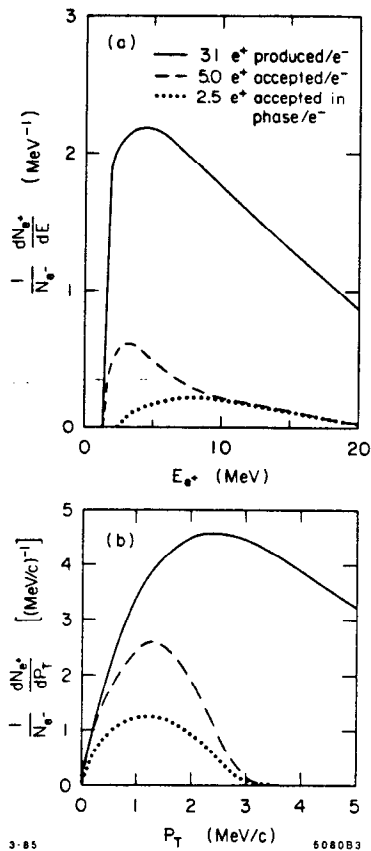 3
(a)
31 e⁺ produced/e⁻
5.0 e⁺ accepted/e⁻
2.5 e⁺ accepted in
phase/e⁻
2
1
0
1/N_e⁻ dN_e⁺/dE (MeV⁻¹)
0 10 20
E_e⁺ (MeV)
5
(b)
4
3
2
1
0
1/N_e⁻ dN_e⁺/dP_T [(MeV/c)⁻¹]
0 1 2 3 4 5
3-85 P_T (MeV/c) 5080B3